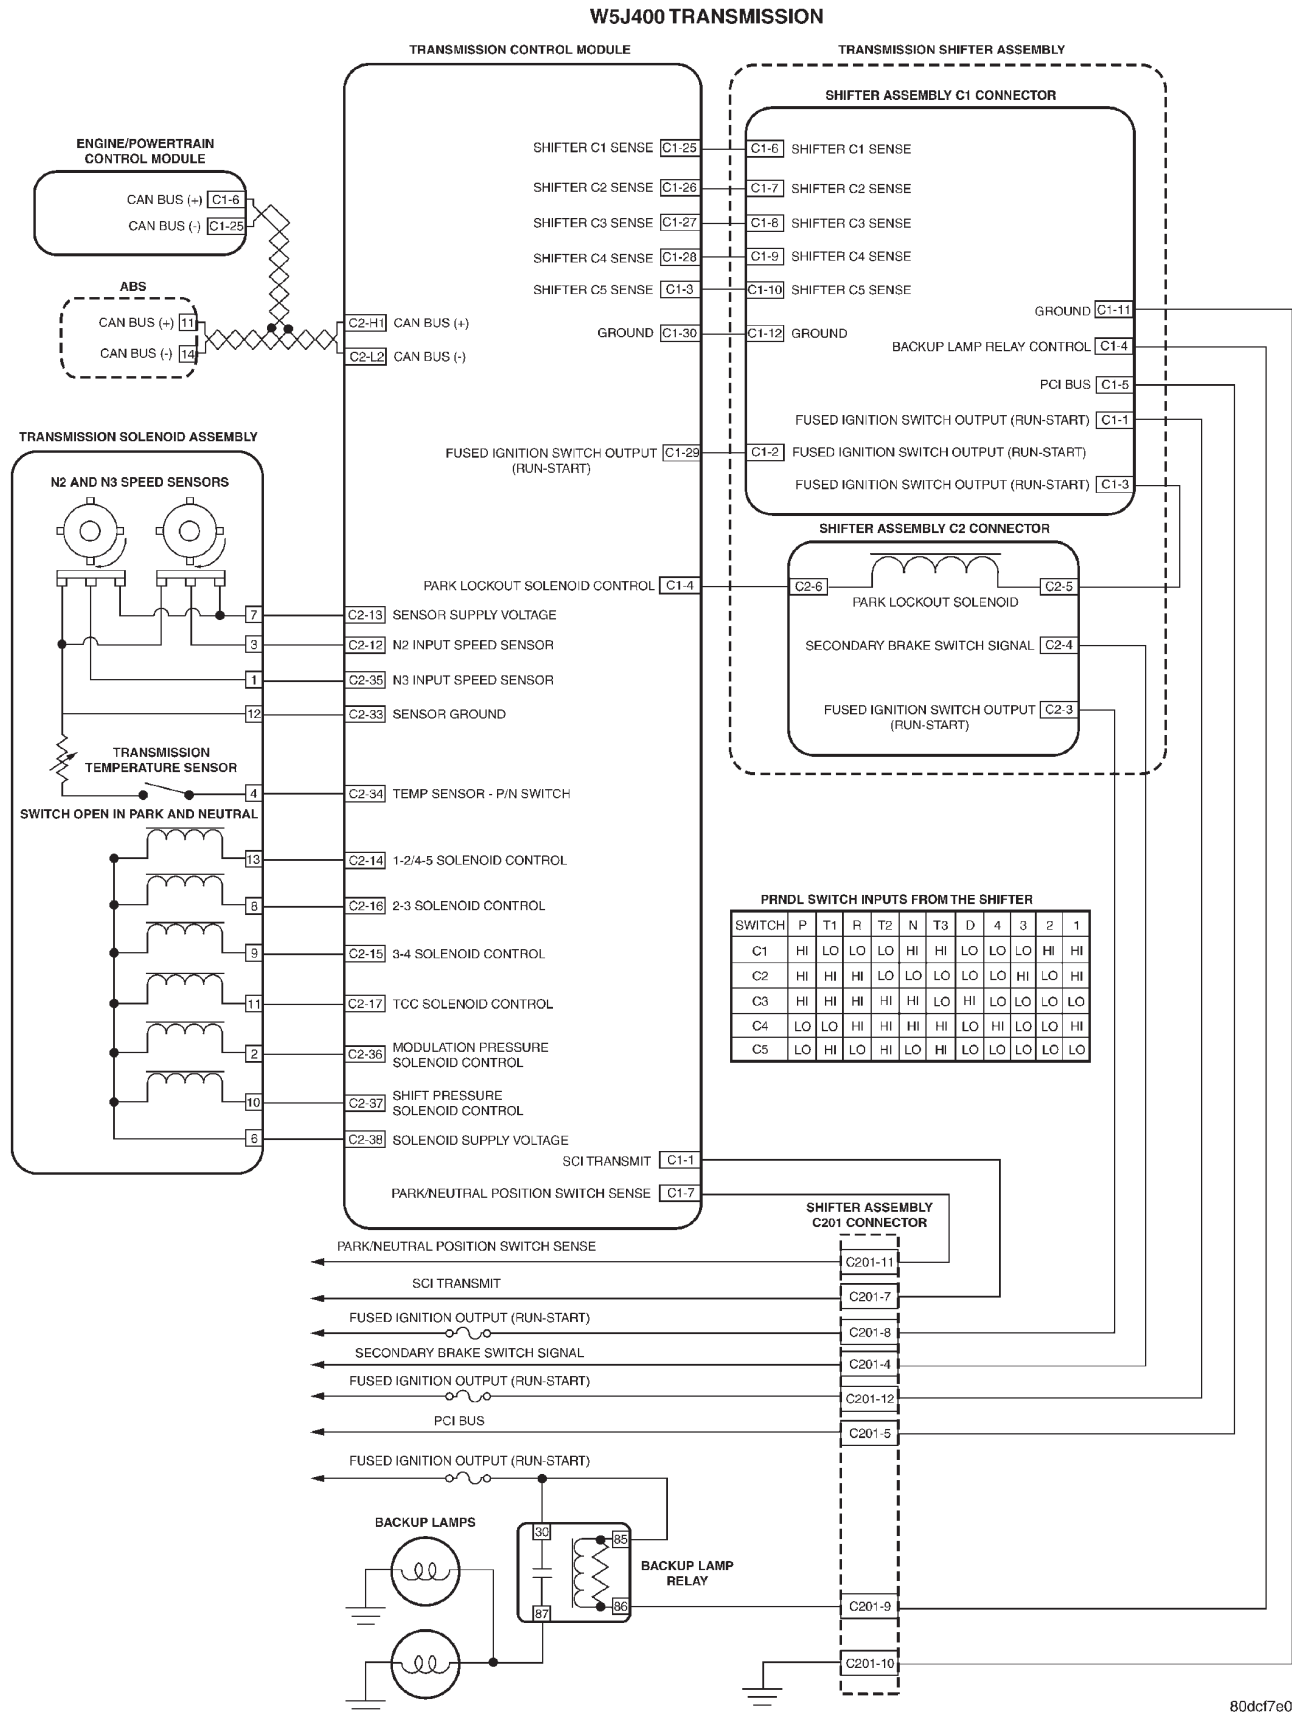 W5J400 TRANSMISSION
TRANSMISSION CONTROL MODULE
TRANSMISSION SHIFTER ASSEMBLY
SHIFTER ASSEMBLY C1 CONNECTOR
ENGINE/POWERTRAIN
CONTROL MODULE
CAN BUS (+) C1-6
CAN BUS (-) C1-25
ABS
CAN BUS (+) 11
CAN BUS (-) 14
C2-H1 CAN BUS (+)
C2-L2 CAN BUS (-)
SHIFTER C1 SENSE C1-25
C1-6 SHIFTER C1 SENSE
SHIFTER C2 SENSE C1-26
C1-7 SHIFTER C2 SENSE
SHIFTER C3 SENSE C1-27
C1-8 SHIFTER C3 SENSE
SHIFTER C4 SENSE C1-28
C1-9 SHIFTER C4 SENSE
SHIFTER C5 SENSE C1-3
C1-10 SHIFTER C5 SENSE
GROUND C1-30
C1-12 GROUND
GROUND C1-11
BACKUP LAMP RELAY CONTROL C1-4
PCI BUS C1-5
FUSED IGNITION SWITCH OUTPUT (RUN-START) C1-1
FUSED IGNITION SWITCH OUTPUT C1-29
(RUN-START)
C1-2 FUSED IGNITION SWITCH OUTPUT (RUN-START)
FUSED IGNITION SWITCH OUTPUT (RUN-START) C1-3
SHIFTER ASSEMBLY C2 CONNECTOR
PARK LOCKOUT SOLENOID CONTROL C1-4
C2-6
C2-5
PARK LOCKOUT SOLENOID
SECONDARY BRAKE SWITCH SIGNAL C2-4
FUSED IGNITION SWITCH OUTPUT C2-3
(RUN-START)
TRANSMISSION SOLENOID ASSEMBLY
N2 AND N3 SPEED SENSORS
7 C2-13 SENSOR SUPPLY VOLTAGE
3 C2-12 N2 INPUT SPEED SENSOR
1 C2-35 N3 INPUT SPEED SENSOR
12 C2-33 SENSOR GROUND
TRANSMISSION
TEMPERATURE SENSOR
4 C2-34 TEMP SENSOR - P/N SWITCH
SWITCH OPEN IN PARK AND NEUTRAL
13 C2-14 1-2/4-5 SOLENOID CONTROL
8 C2-16 2-3 SOLENOID CONTROL
9 C2-15 3-4 SOLENOID CONTROL
11 C2-17 TCC SOLENOID CONTROL
2 C2-36 MODULATION PRESSURE
SOLENOID CONTROL
10 C2-37 SHIFT PRESSURE
SOLENOID CONTROL
6 C2-38 SOLENOID SUPPLY VOLTAGE
SCI TRANSMIT C1-1
PARK/NEUTRAL POSITION SWITCH SENSE C1-7
PRNDL SWITCH INPUTS FROM THE SHIFTER
SWITCH P T1 R T2 N T3 D 4 3 2 1
C1 HI LO LO LO HI HI LO LO LO HI HI
C2 HI HI HI LO LO LO LO LO HI LO HI
C3 HI HI HI HI HI LO HI LO LO LO LO
C4 LO LO HI HI HI HI LO HI LO LO HI
C5 LO HI LO HI LO HI LO LO LO LO LO
SHIFTER ASSEMBLY
C201 CONNECTOR
PARK/NEUTRAL POSITION SWITCH SENSE
C201-11
SCI TRANSMIT
C201-7
FUSED IGNITION OUTPUT (RUN-START)
C201-8
SECONDARY BRAKE SWITCH SIGNAL
C201-4
FUSED IGNITION OUTPUT (RUN-START)
C201-12
PCI BUS
C201-5
FUSED IGNITION OUTPUT (RUN-START)
BACKUP LAMPS
30
85
87
86
BACKUP LAMP
RELAY
C201-9
C201-10
80dcf7e0